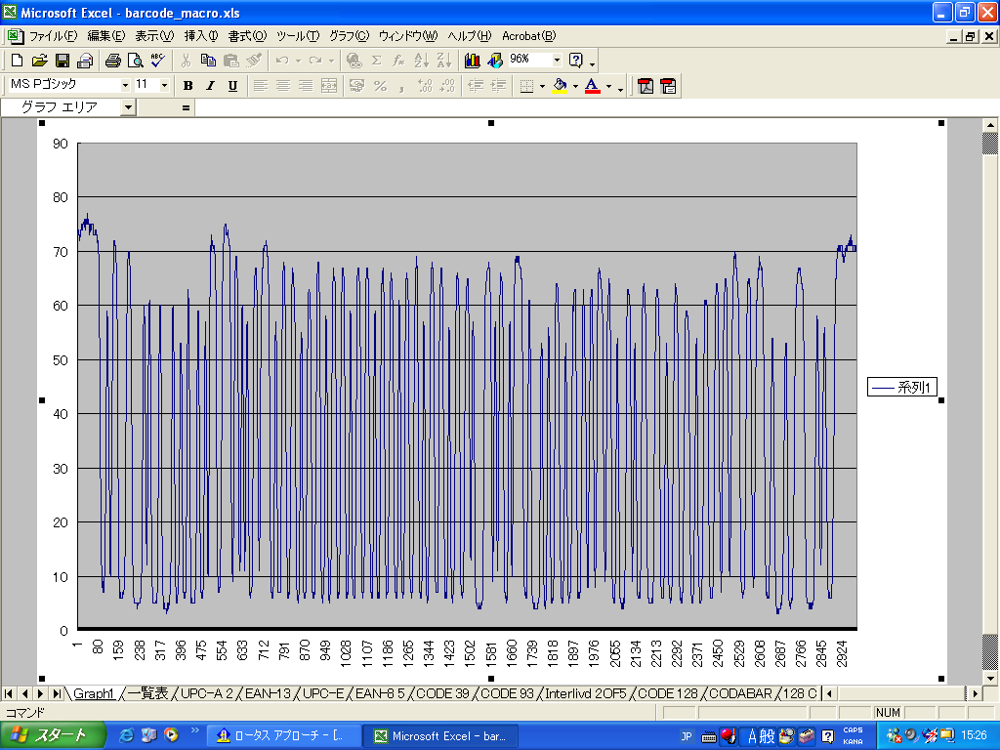 Microsoft Excel - barcode_macro.xls
ファイル(F) 編集(E) 表示(V) 挿入(I) 書式(O) ツール(T) グラフ(C) ウィンドウ(W) ヘルプ(H) Acrobat(B)
96%
MS Pゴシック 11 B I U
グラフ エリア =
90
80
70
60
50
40
30
20
10
0
系列1
1 80 159 238 317 396 475 554 633 712 791 870 949 1028 1107 1186 1265 1344 1423 1502 1581 1660 1739 1818 1897 1976 2055 2134 2213 2292 2371 2450 2529 2608 2687 2766 2845 2924
Graph1 一覧表 UPC-A 2 EAN-13 UPC-E EAN-8 5 CODE 39 CODE 93 Interlivd 2OF5 CODE 128 CODABAR 128 C
コマンド NUM
スタート ロータス アプローチ - [ Microsoft Excel - bar... JP A 般 CAPS KANA 15:26